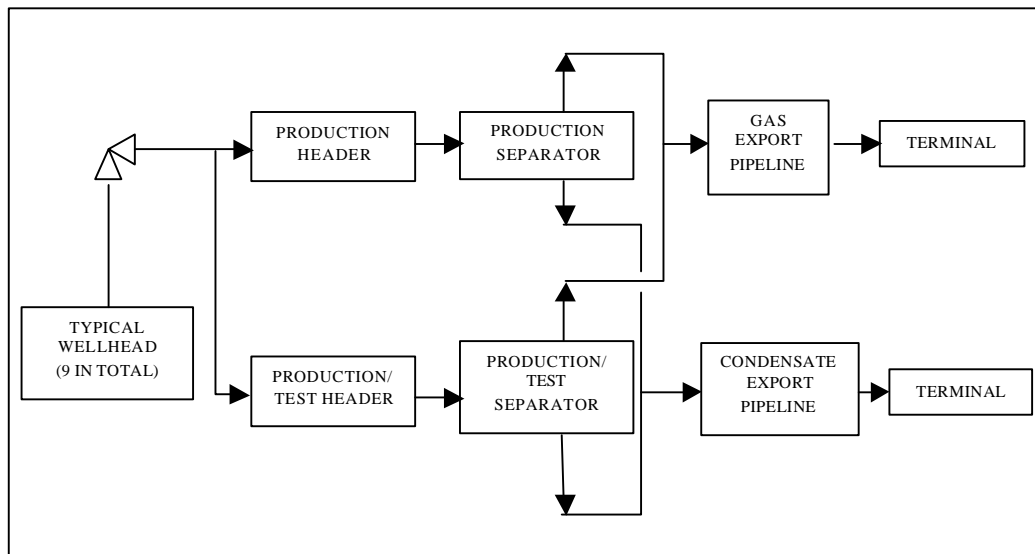 PRODUCTION
HEADER
PRODUCTION
SEPARATOR
GAS
EXPORT
PIPELINE
TERMINAL
TYPICAL
WELLHEAD
(9 IN TOTAL)
PRODUCTION/
TEST HEADER
PRODUCTION/
TEST
SEPARATOR
CONDENSATE
EXPORT
PIPELINE
TERMINAL